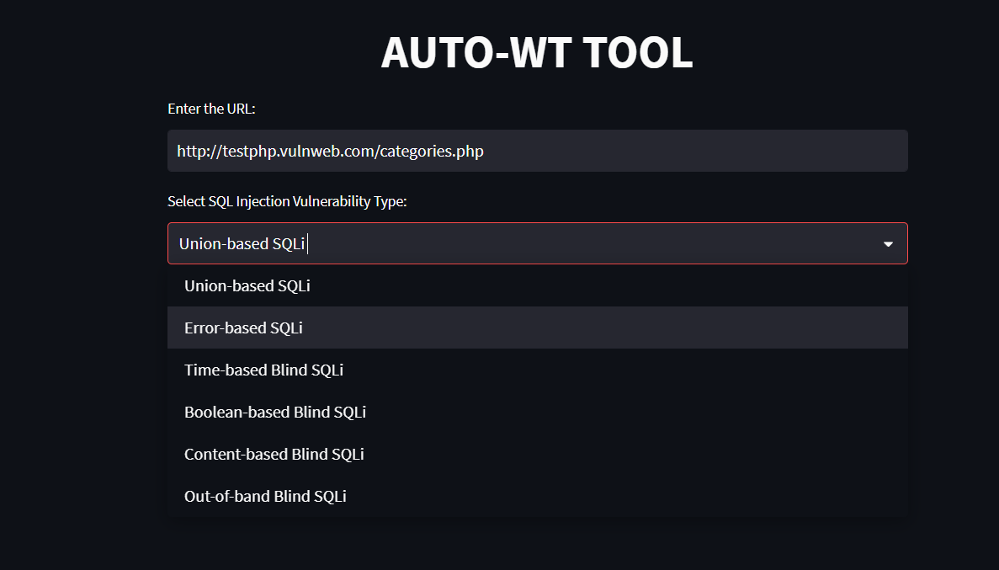 AUTO-WT TOOL
Enter the URL:
http://testphp.vulnweb.com/categories.php
Select SQL Injection Vulnerability Type:
Union-based SQLi
Union-based SQLi
Error-based SQLi
Time-based Blind SQLi
Boolean-based Blind SQLi
Content-based Blind SQLi
Out-of-band Blind SQLi